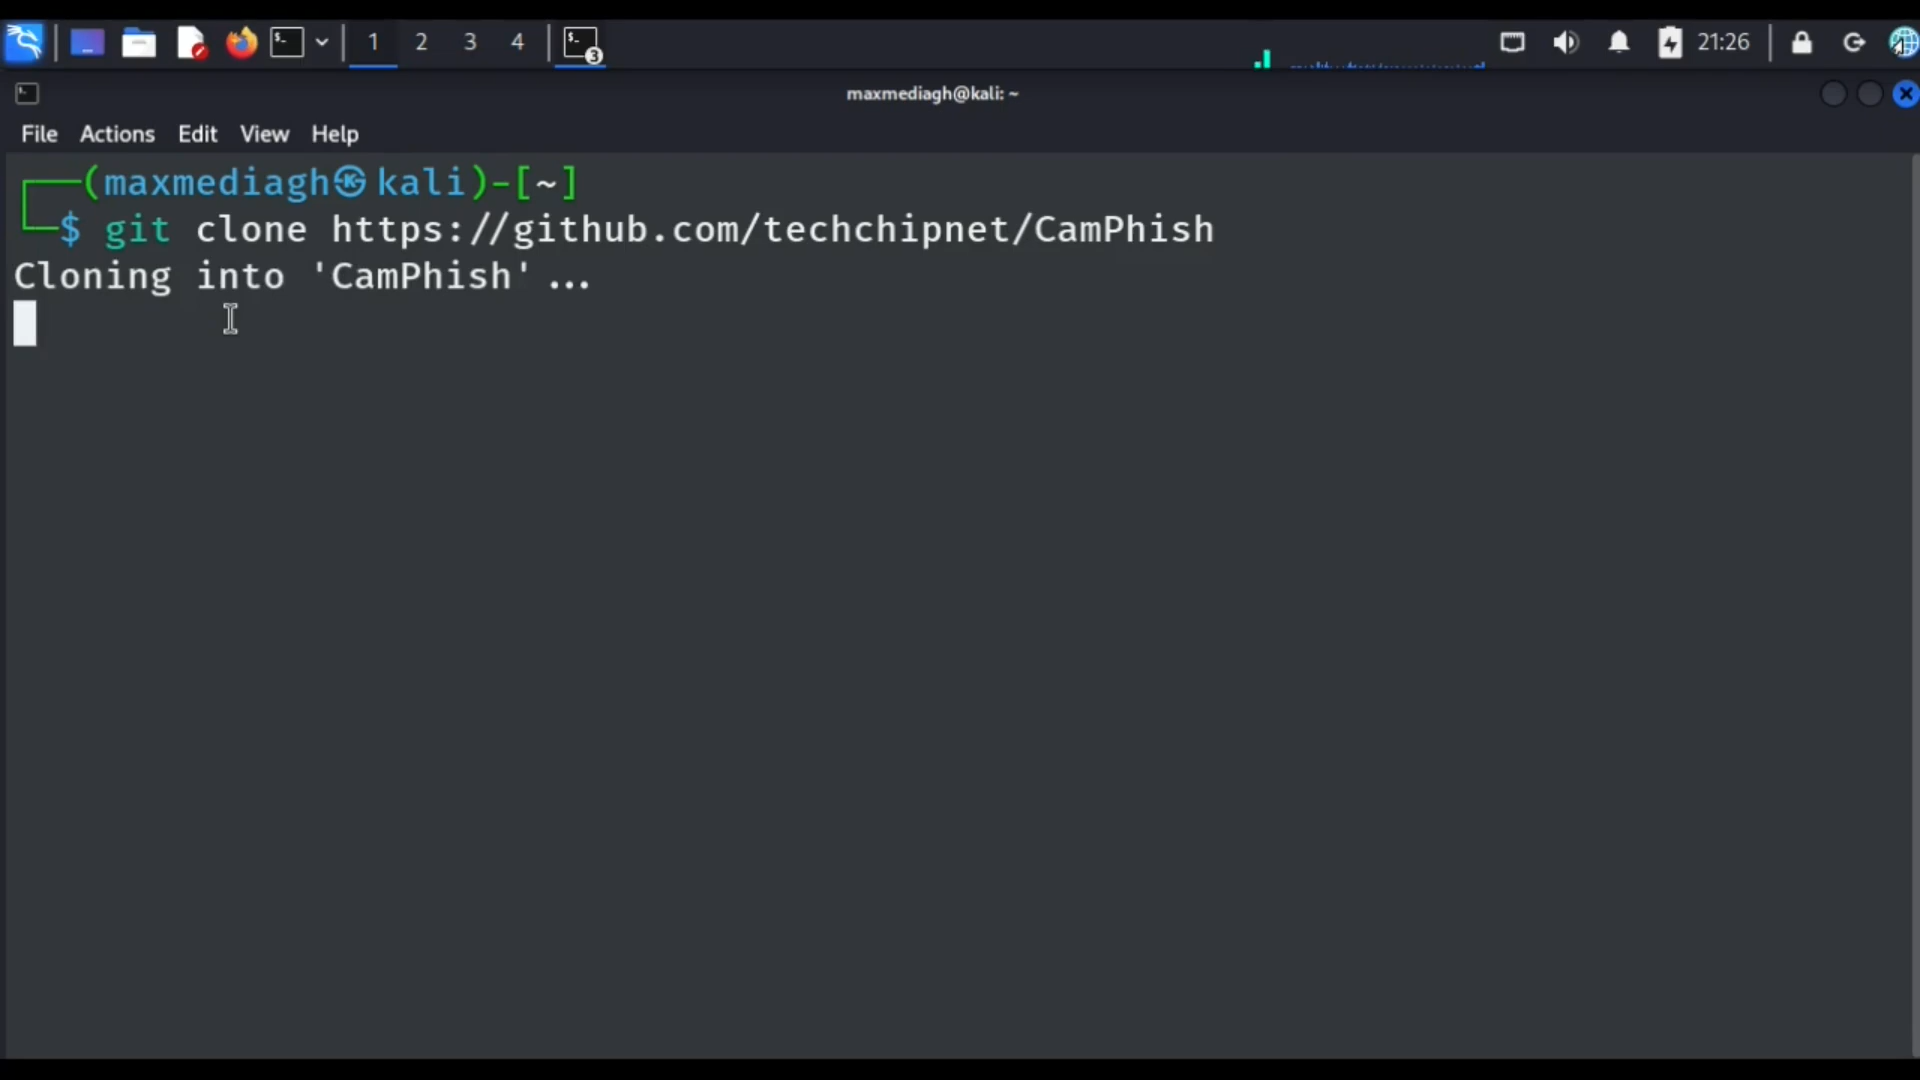 1 2 3 4 3 21:26
maxmediagh@kali: ~
File Actions Edit View Help
┌──(maxmediagh㉿kali)-[~]
└─$ git clone https://github.com/techchipnet/CamPhish
Cloning into 'CamPhish' ...